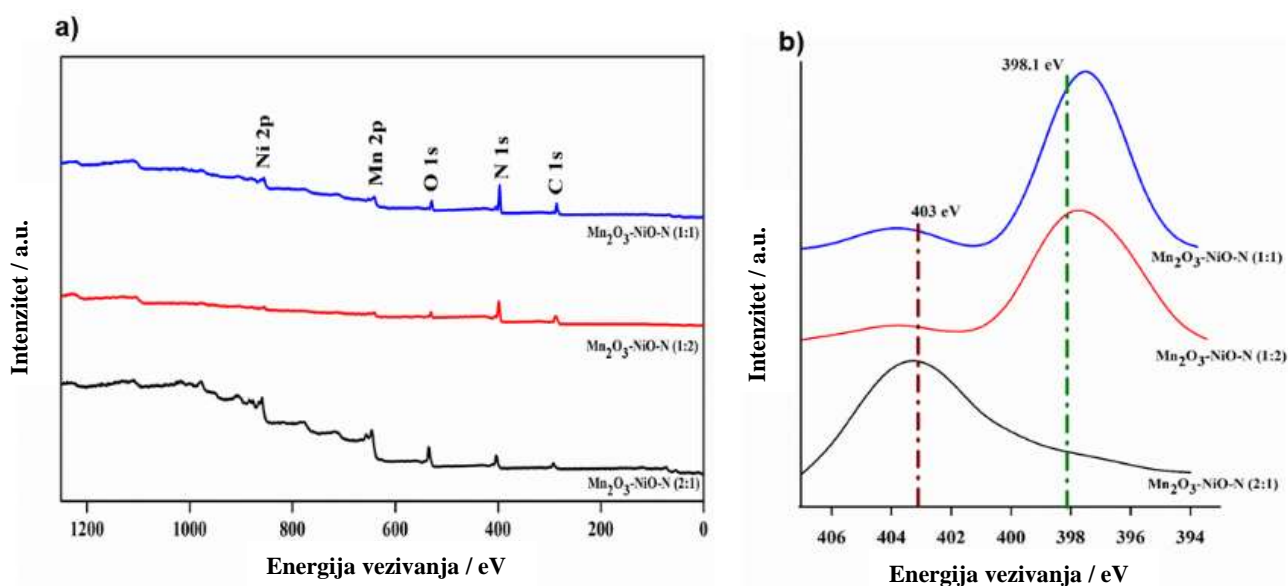 a)
Ni 2p
Mn 2p
O 1s
N 1s
C 1s
Mn2O3-NiO-N (1:1)
Mn2O3-NiO-N (1:2)
Mn2O3-NiO-N (2:1)
Intenzitet / a.u.
1200 1000 800 600 400 200 0
Energija vezivanja / eV
b)
398.1 eV
403 eV
Mn2O3-NiO-N (1:1)
Mn2O3-NiO-N (1:2)
Mn2O3-NiO-N (2:1)
Intenzitet / a.u.
406 404 402 400 398 396 394
Energija vezivanja / eV